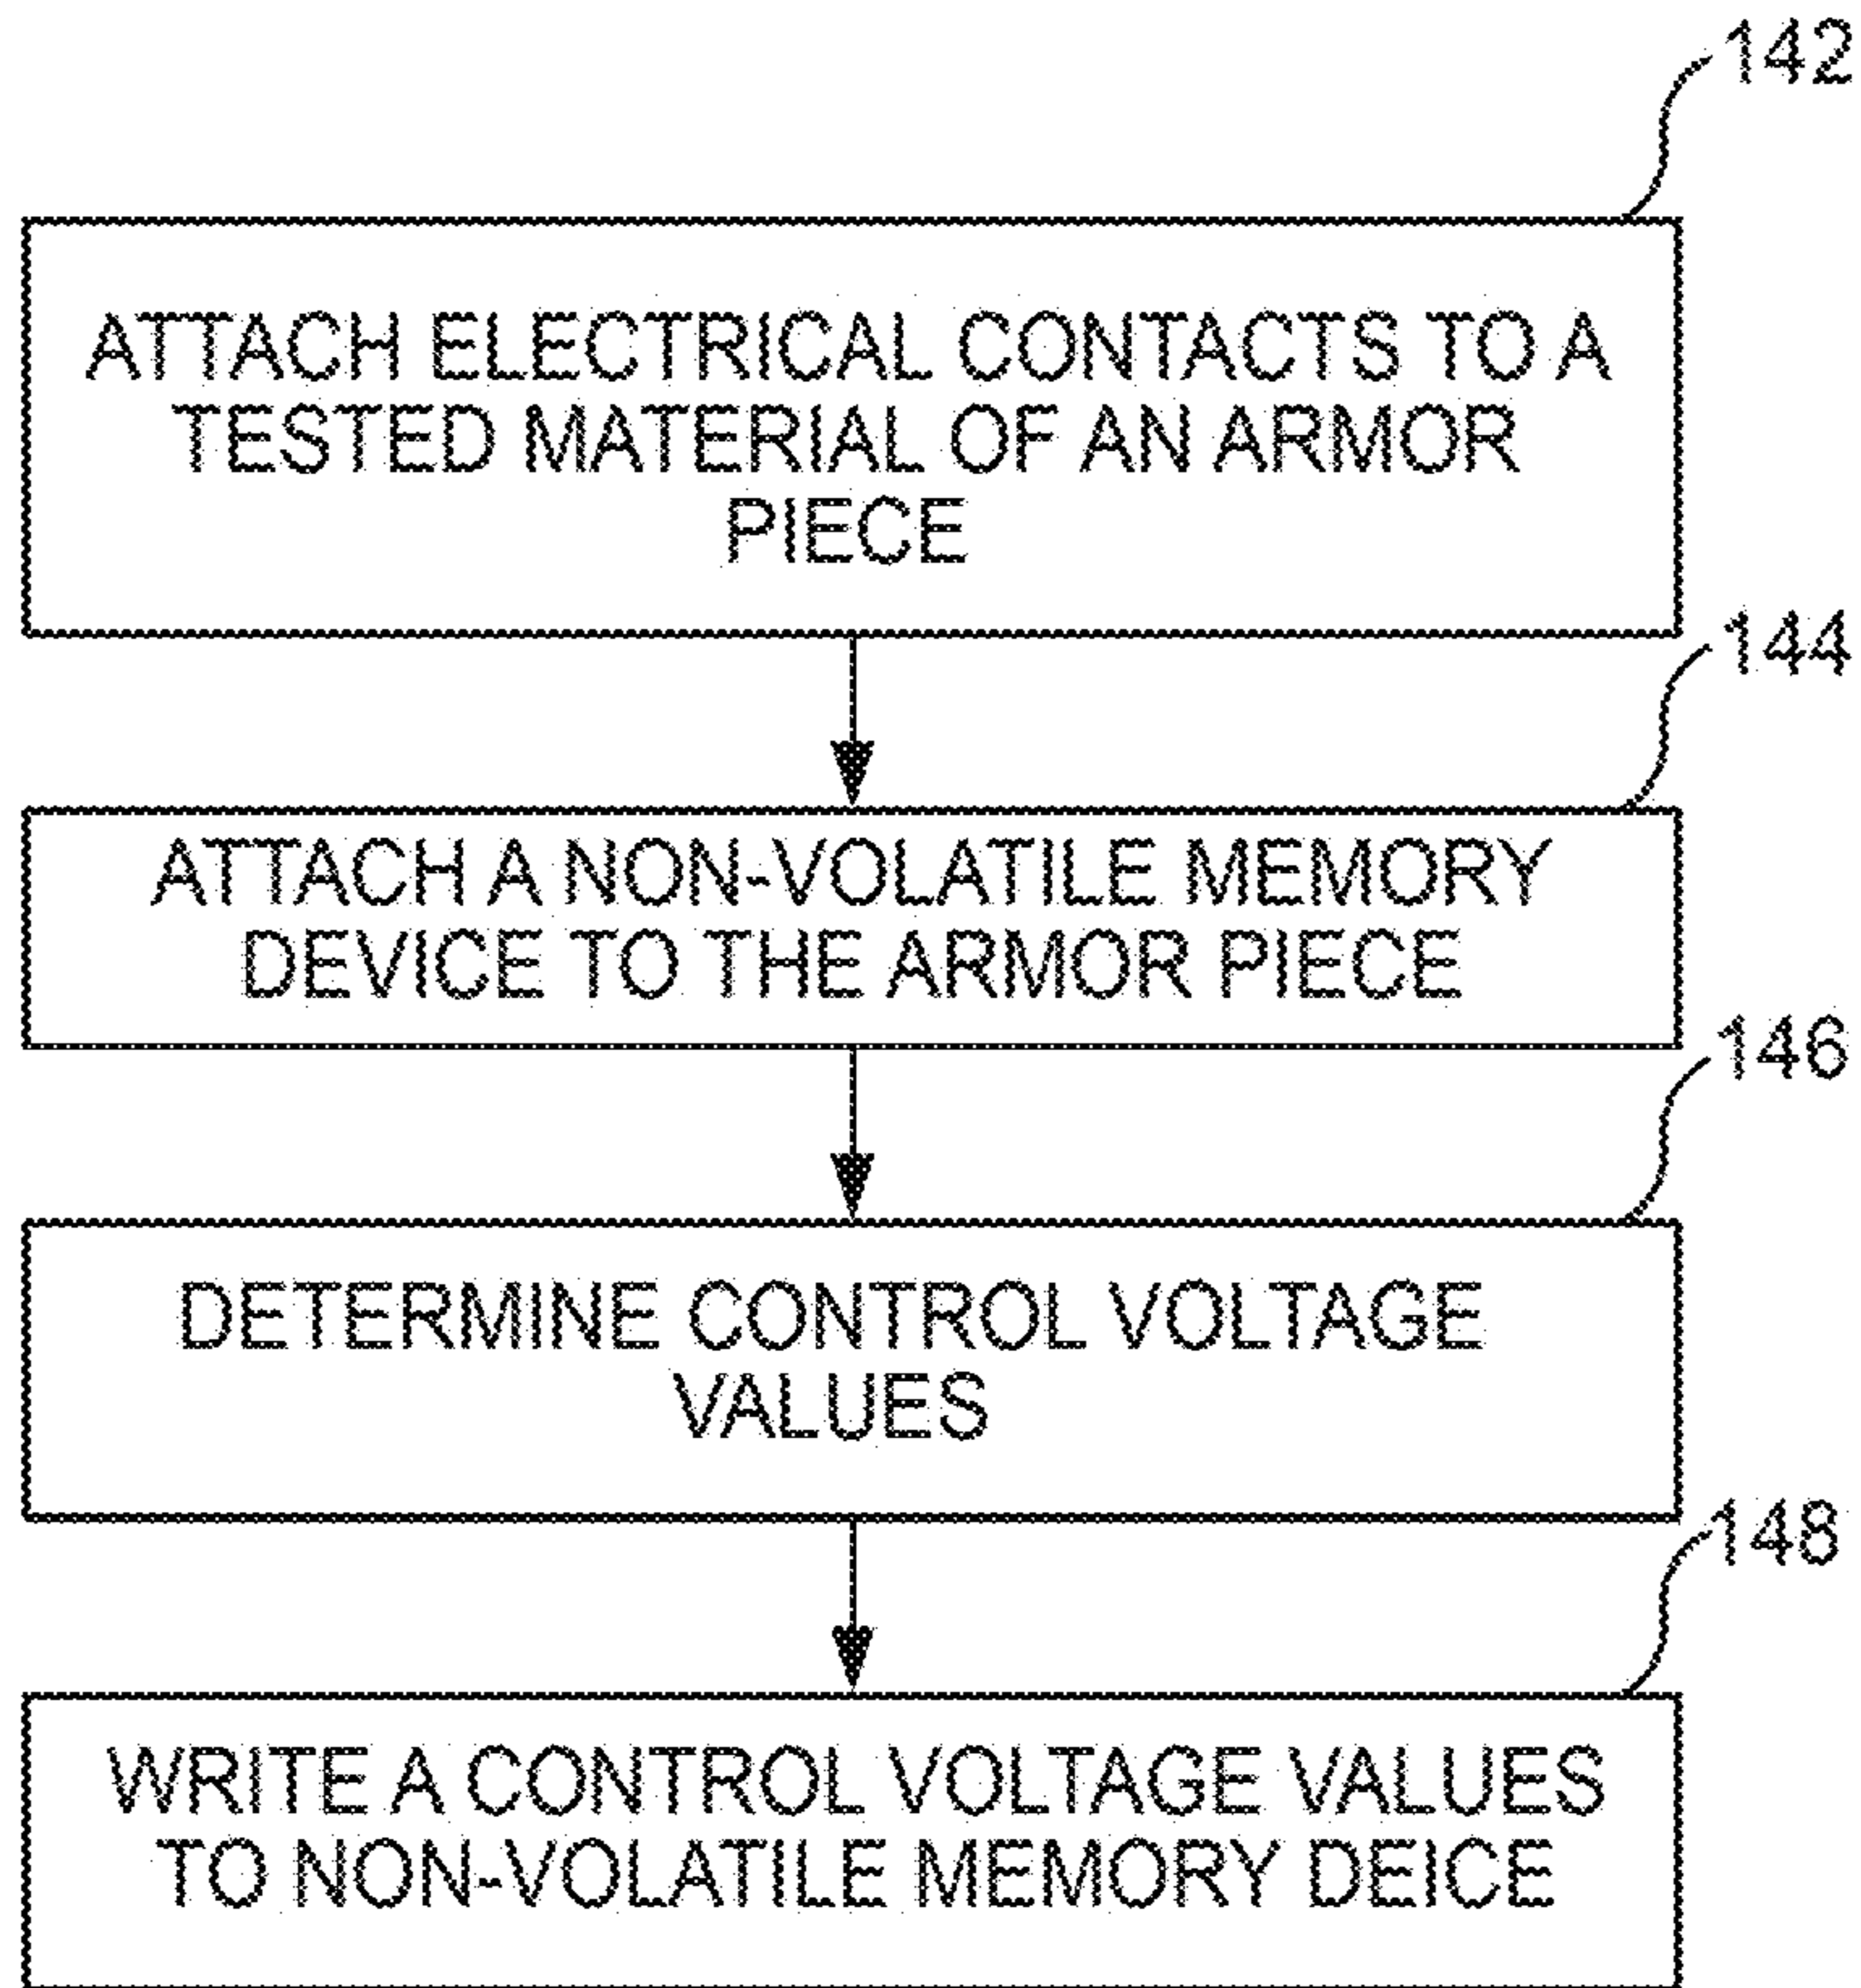 142
ATTACH ELECTRICAL CONTACTS TO A
TESTED MATERIAL OF AN ARMOR
PIECE
144
ATTACH A NON-VOLATILE MEMORY
DEVICE TO THE ARMOR PIECE
146
DETERMINE CONTROL VOLTAGE
VALUES
148
WRITE A CONTROL VOLTAGE VALUES
TO NON-VOLATILE MEMORY DEICE